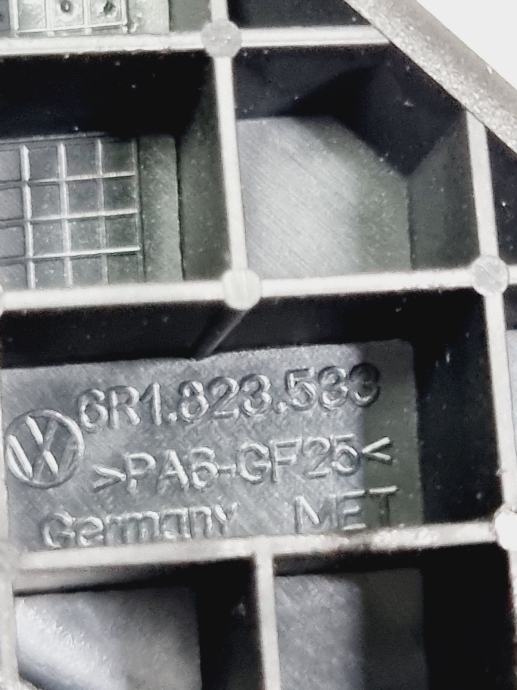 6R1.823.533
>PA6-GF25<
Germany MET